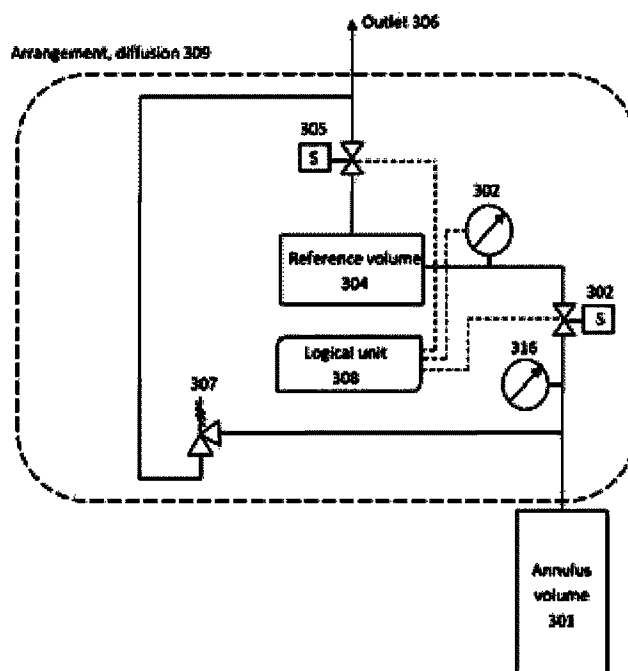 Outlet 306
Arrangement, diffusion 309
305
S
302
Reference volume
304
302
S
Logical unit
308
316
307
Annulus
volume
301